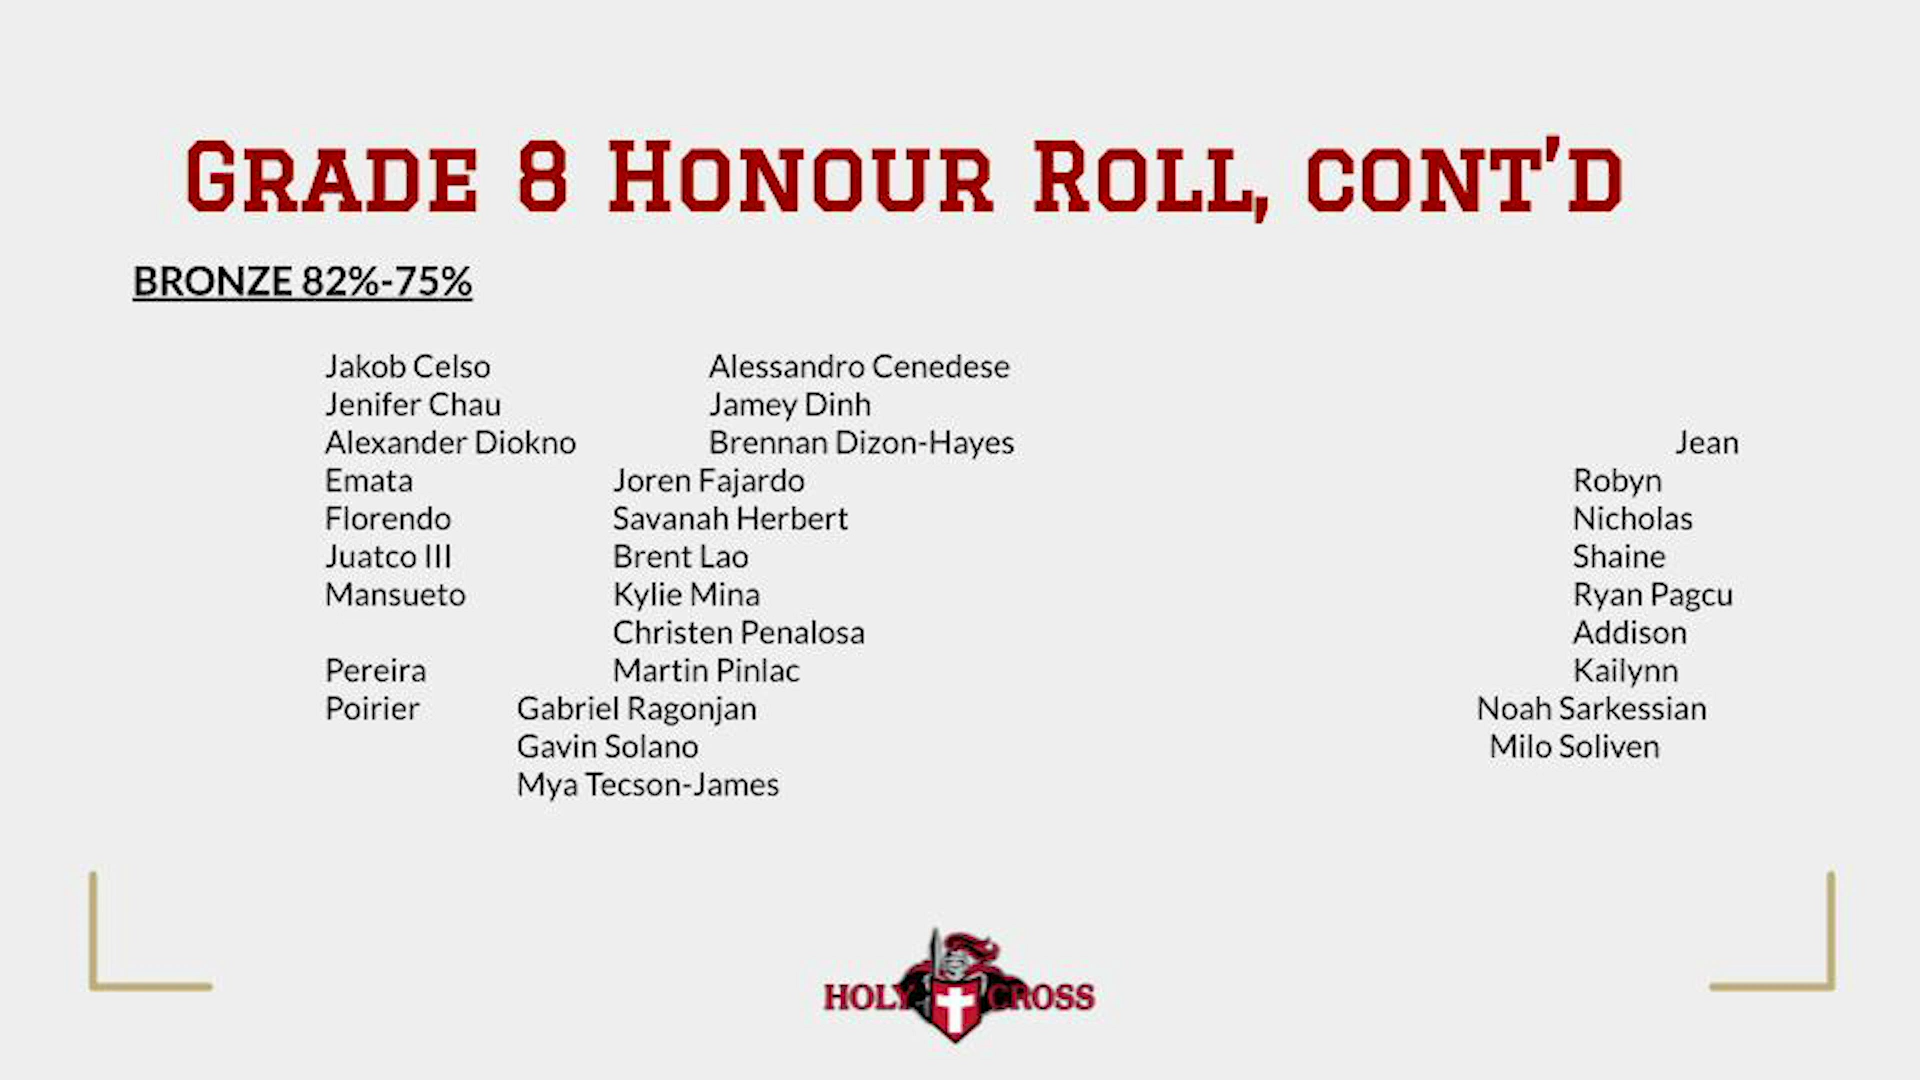 GRADE 8 HONOUR ROLL, CONT'D
BRONZE 82%-75%
Jakob Celso Alessandro Cenedese
Jenifer Chau Jamey Dinh
Alexander Diokno Brennan Dizon-Hayes Jean
Emata Joren Fajardo Robyn
Florendo Savanah Herbert Nicholas
Juatco III Brent Lao Shaine
Mansueto Kylie Mina Ryan Pagcu
Christen Penalosa Addison
Pereira Martin Pinlac Kailynn
Poirier Gabriel Ragonjan Noah Sarkessian
Gavin Solano Milo Soliven
Mya Tecson-James
HOLY CROSS